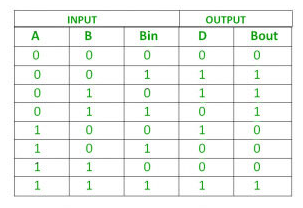 INPUT OUTPUT
A B Bin D Bout
0 0 0 0 0
0 0 1 1 1
0 1 0 1 1
0 1 1 0 1
1 0 0 1 0
1 0 1 0 0
1 1 0 0 0
1 1 1 1 1